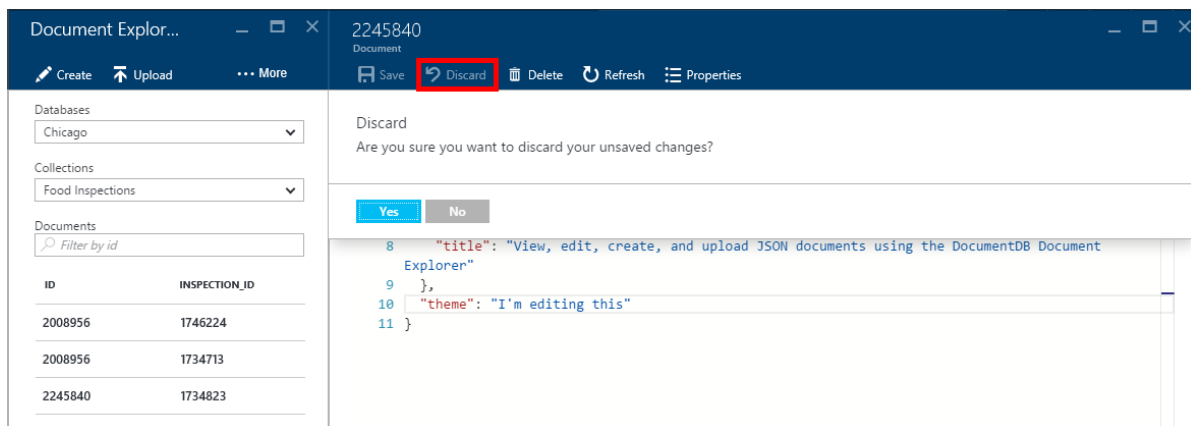 Document Explor...
Create Upload ... More
Databases
Chicago
Collections
Food Inspections
Documents
Filter by id
ID INSPECTION_ID
2008956 1746224
2008956 1734713
2245840 1734823
2245840
Document
Save Discard Delete Refresh Properties
Discard
Are you sure you want to discard your unsaved changes?
Yes No
8 "title": "View, edit, create, and upload JSON documents using the DocumentDB Document
Explorer"
9 },
10 "theme": "I'm editing this"
11 }